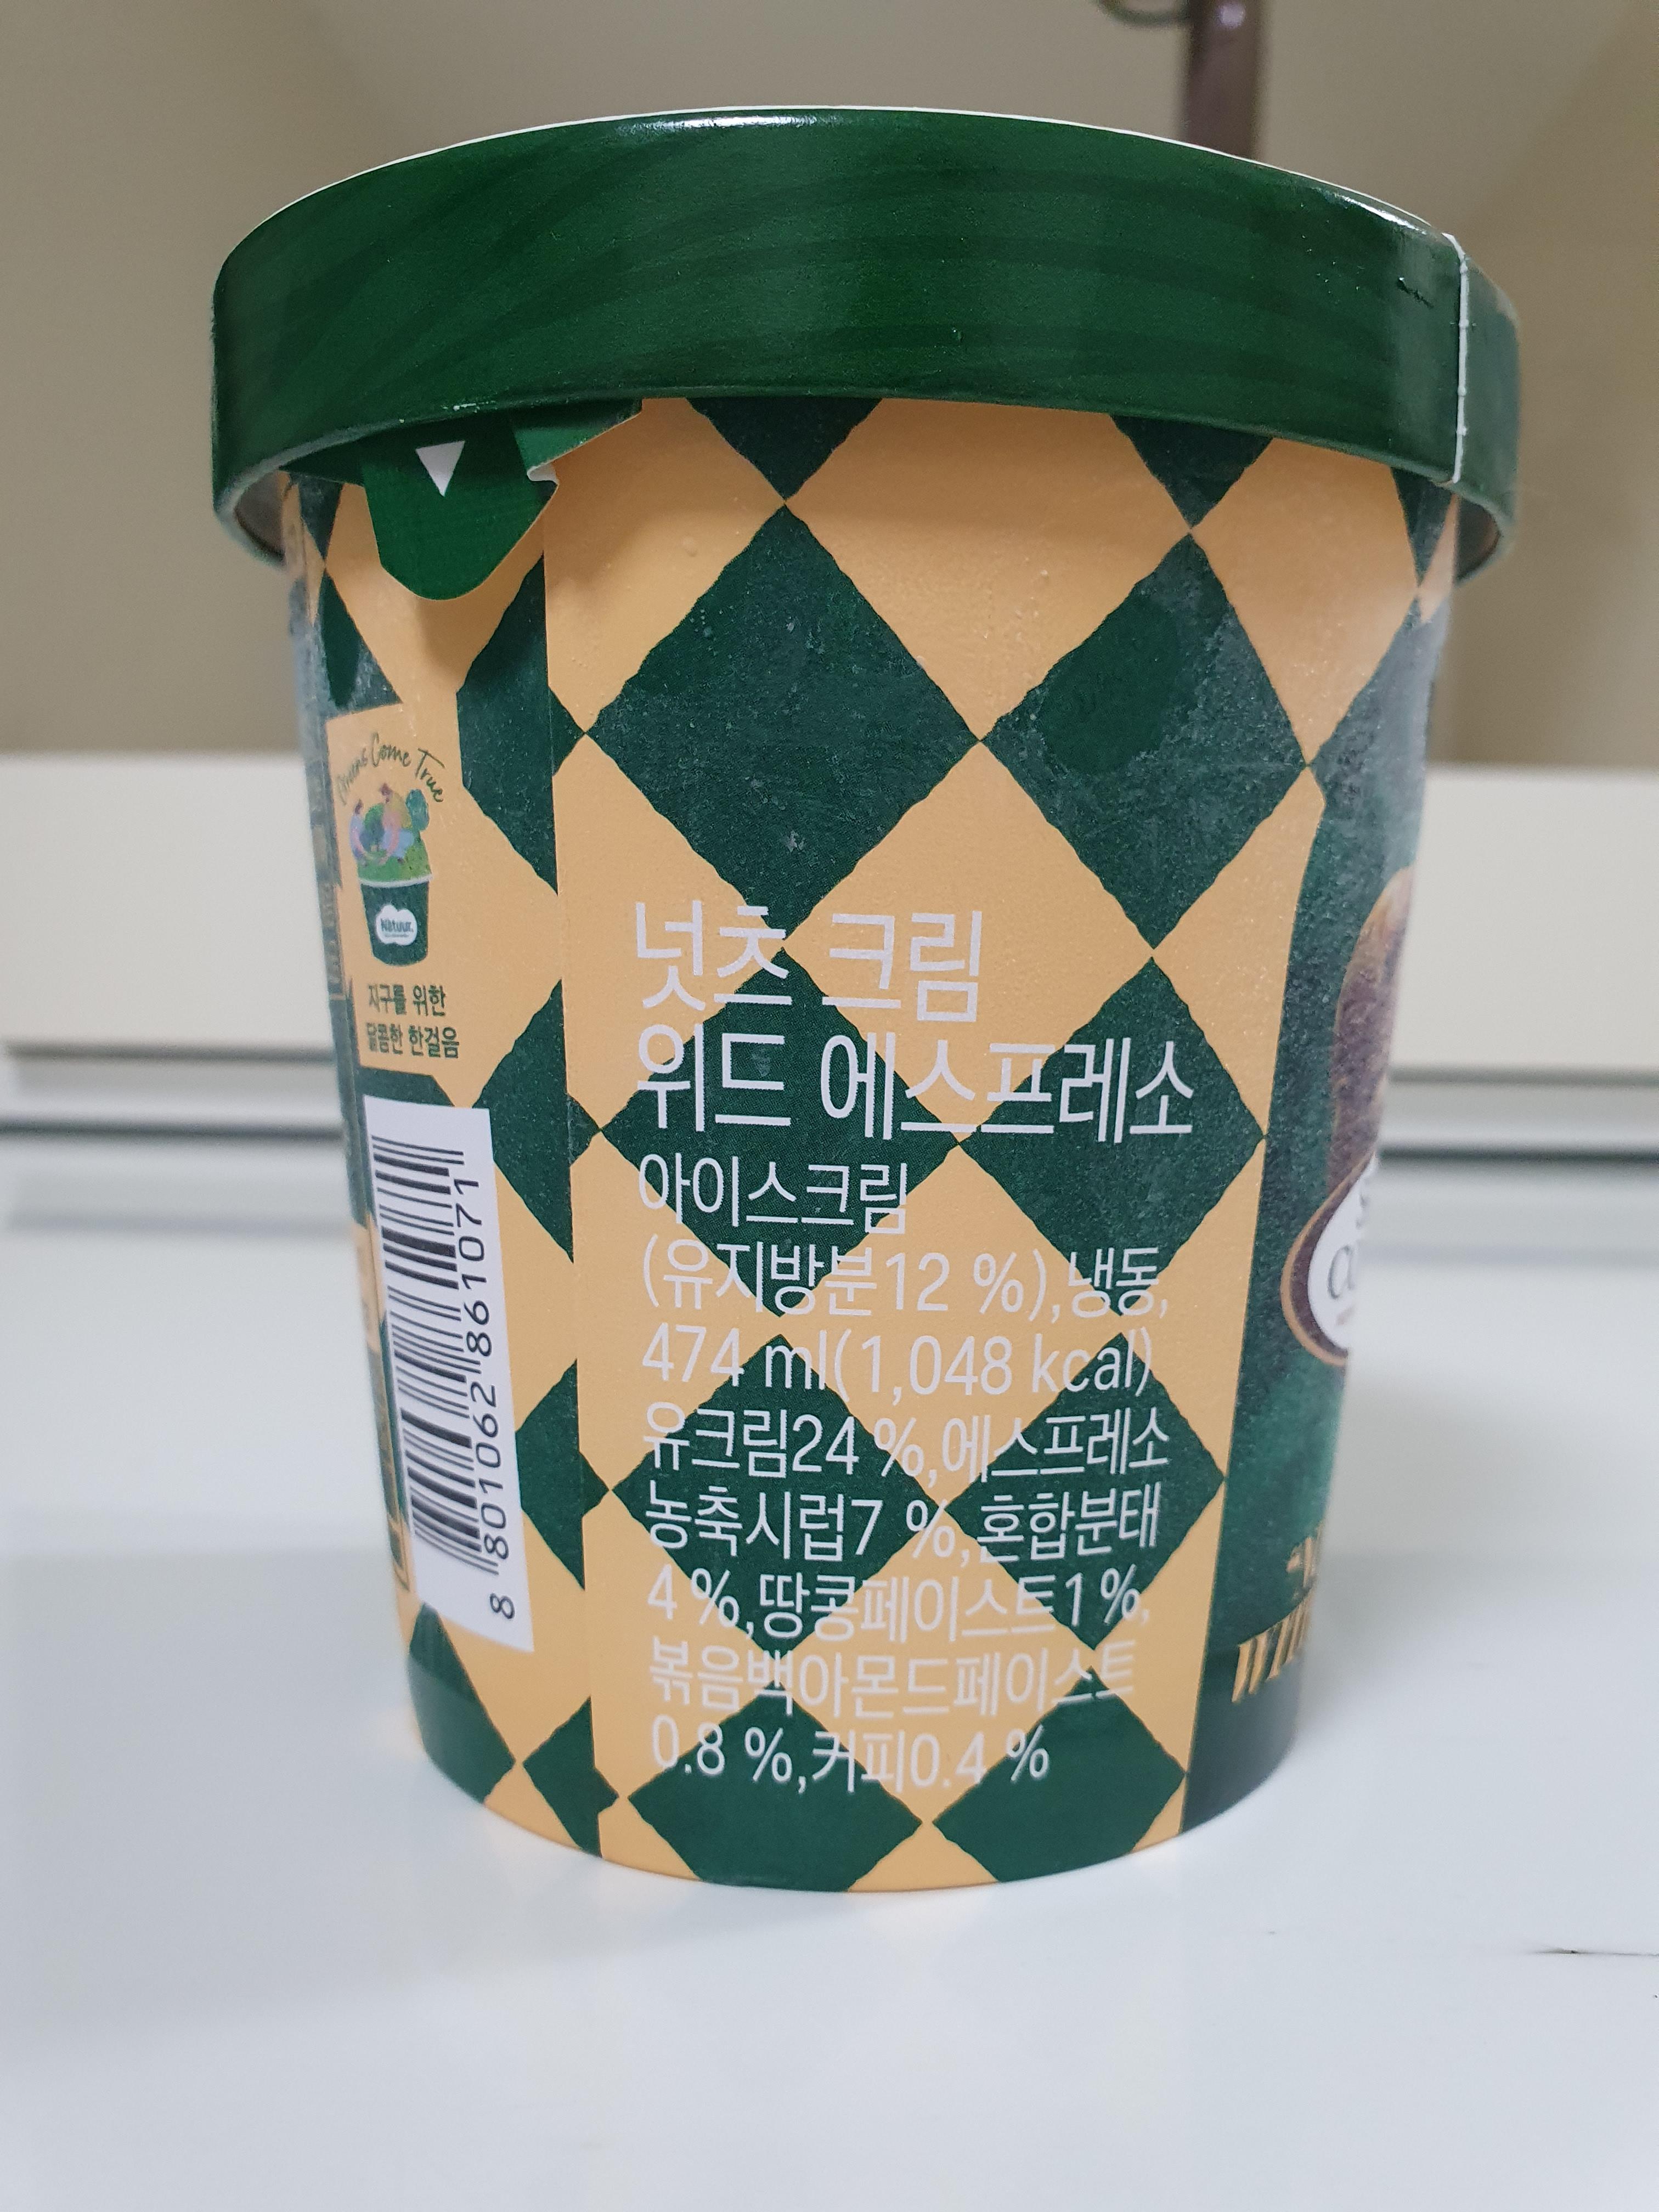 Greens Come True
Natuur
지구를 위한
달콤한 한걸음
8 801062 861071
넛츠 크림
위드 에스프레소
아이스크림
(유지방분12 %),냉동,
474 ml(1,048 kcal)
유크림24 %,에스프레소
농축시럽7 %,혼합분태
4 %,땅콩페이스트1 %,
볶음백아몬드페이스트
0.8 %,커피0.4 %